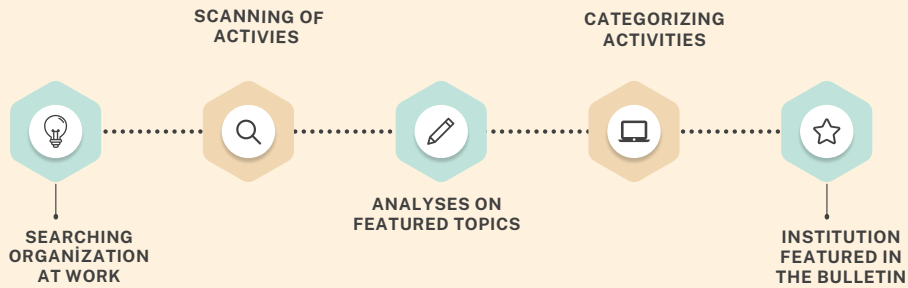 SCANNING OF
ACTIVIES
CATEGORIZING
ACTIVITIES
ANALYSES ON
FEATURED TOPICS
SEARCHING
ORGANİZATION
AT WORK
INSTITUTION
FEATURED IN
THE BULLETIN